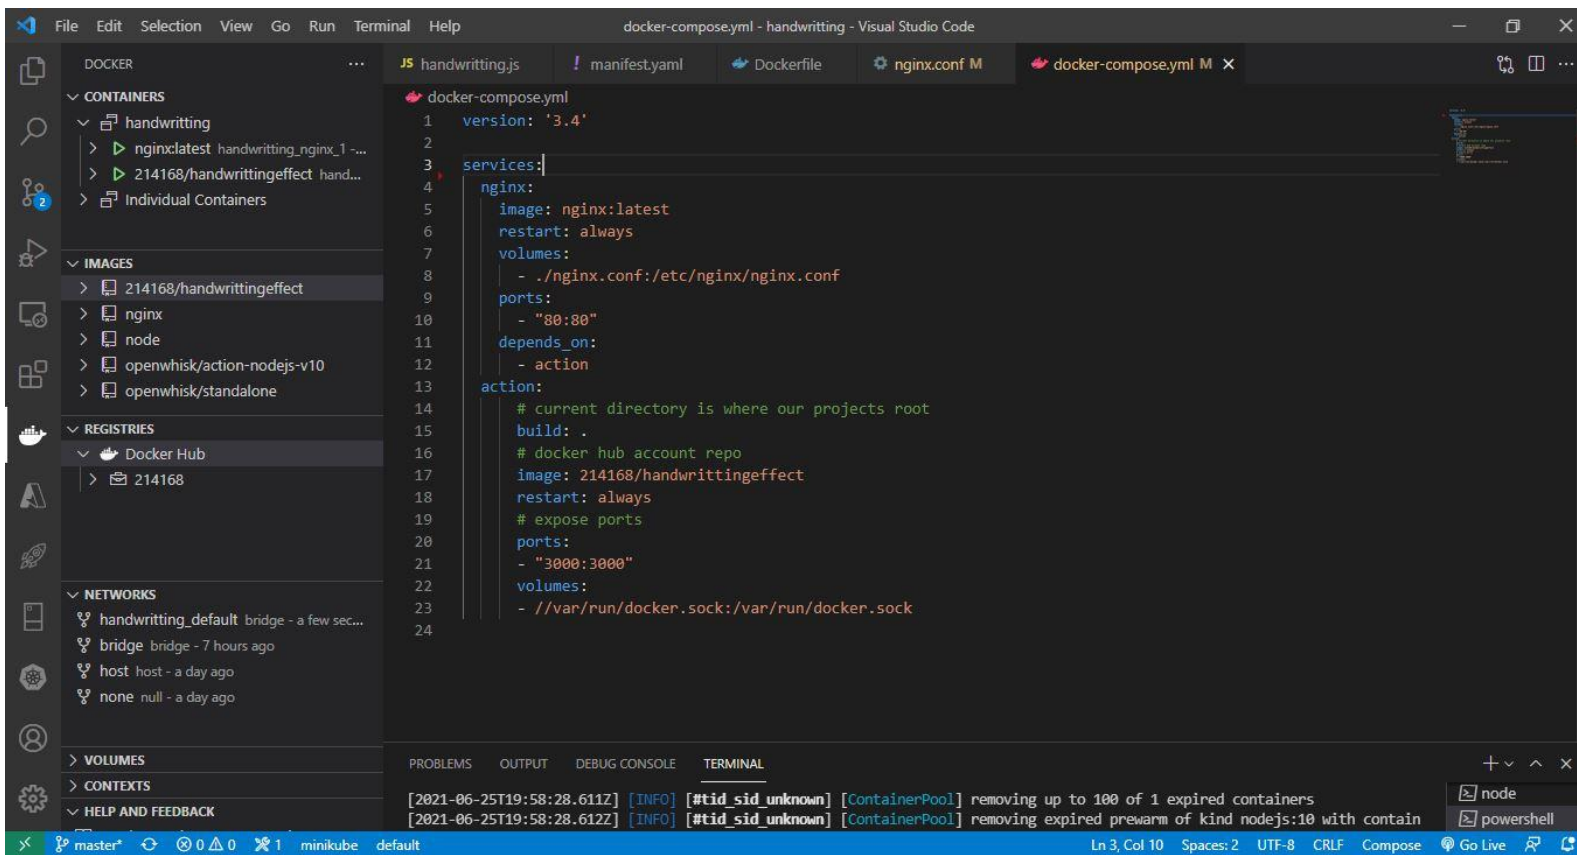 File Edit Selection View Go Run Terminal Help docker-compose.yml - handwritting - Visual Studio Code
DOCKER ...
CONTAINERS
handwritting
nginx:latest handwritting_nginx_1 -...
214168/handwrittingeffect hand...
Individual Containers
IMAGES
214168/handwrittingeffect
nginx
node
openwhisk/action-nodejs-v10
openwhisk/standalone
REGISTRIES
Docker Hub
214168
NETWORKS
handwritting_default bridge - a few sec...
bridge bridge - 7 hours ago
host host - a day ago
none null - a day ago
VOLUMES
CONTEXTS
HELP AND FEEDBACK
2
JS handwritting.js ! manifest.yaml Dockerfile nginx.conf M docker-compose.yml M
docker-compose.yml
1 version: '3.4'
2
3 services:
4 nginx:
5 image: nginx:latest
6 restart: always
7 volumes:
8 - ./nginx.conf:/etc/nginx/nginx.conf
9 ports:
10 - "80:80"
11 depends_on:
12 - action
13 action:
14 # current directory is where our projects root
15 build: .
16 # docker hub account repo
17 image: 214168/handwrittingeffect
18 restart: always
19 # expose ports
20 ports:
21 - "3000:3000"
22 volumes:
23 - //var/run/docker.sock:/var/run/docker.sock
24
PROBLEMS OUTPUT DEBUG CONSOLE TERMINAL
[2021-06-25T19:58:28.611Z] [INFO] [#tid_sid_unknown] [ContainerPool] removing up to 100 of 1 expired containers
[2021-06-25T19:58:28.612Z] [INFO] [#tid_sid_unknown] [ContainerPool] removing expired prewarm of kind nodejs:10 with contain
node
powershell
master* 0 0 1 minikube default Ln 3, Col 10 Spaces: 2 UTF-8 CRLF Compose Go Live